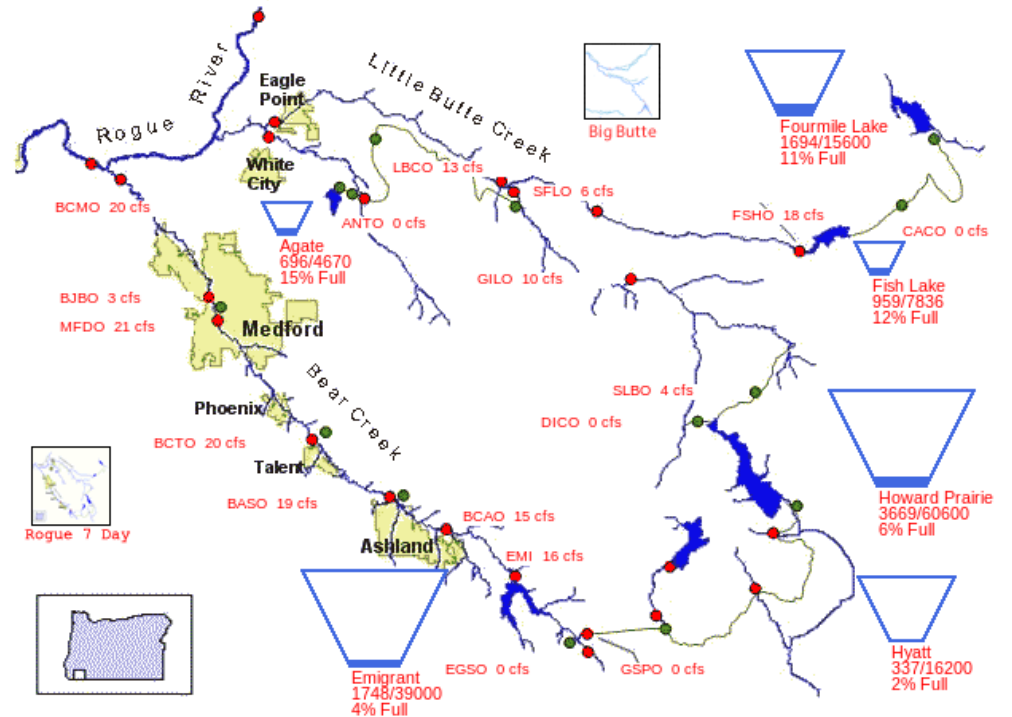 Rogue River
Eagle
Point
Little Butte Creek
Big Butte
Fourmile Lake
1694/15600
11% Full
White
City
LBCO 13 cfs
SFLO 6 cfs
BCMO 20 cfs
ANTO 0 cfs
FSHO 18 cfs
CACO 0 cfs
Agate
696/4670
15% Full
GILO 10 cfs
Fish Lake
959/7836
12% Full
BJBO 3 cfs
MFDO 21 cfs
Medford
Bear Creek
Phoenix
SLBO 4 cfs
DICO 0 cfs
BCTO 20 cfs
Talent
Howard Prairie
3669/60600
6% Full
BASO 19 cfs
BCAO 15 cfs
Rogue 7 Day
Ashland
EMI 16 cfs
EGSO 0 cfs
GSPO 0 cfs
Hyatt
337/16200
2% Full
Emigrant
1748/39000
4% Full